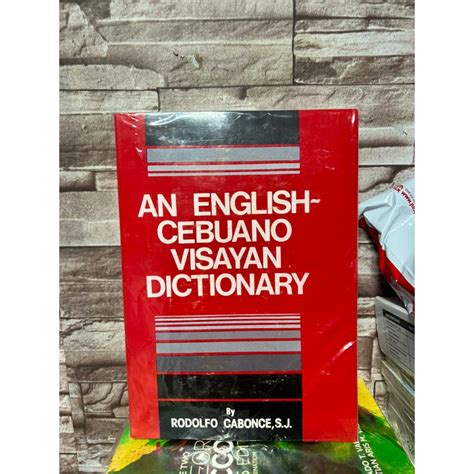 AN ENGLISH-
CEBUANO
VISAYAN
DICTIONARY
By
RODOLFO CABONCE, S.J.